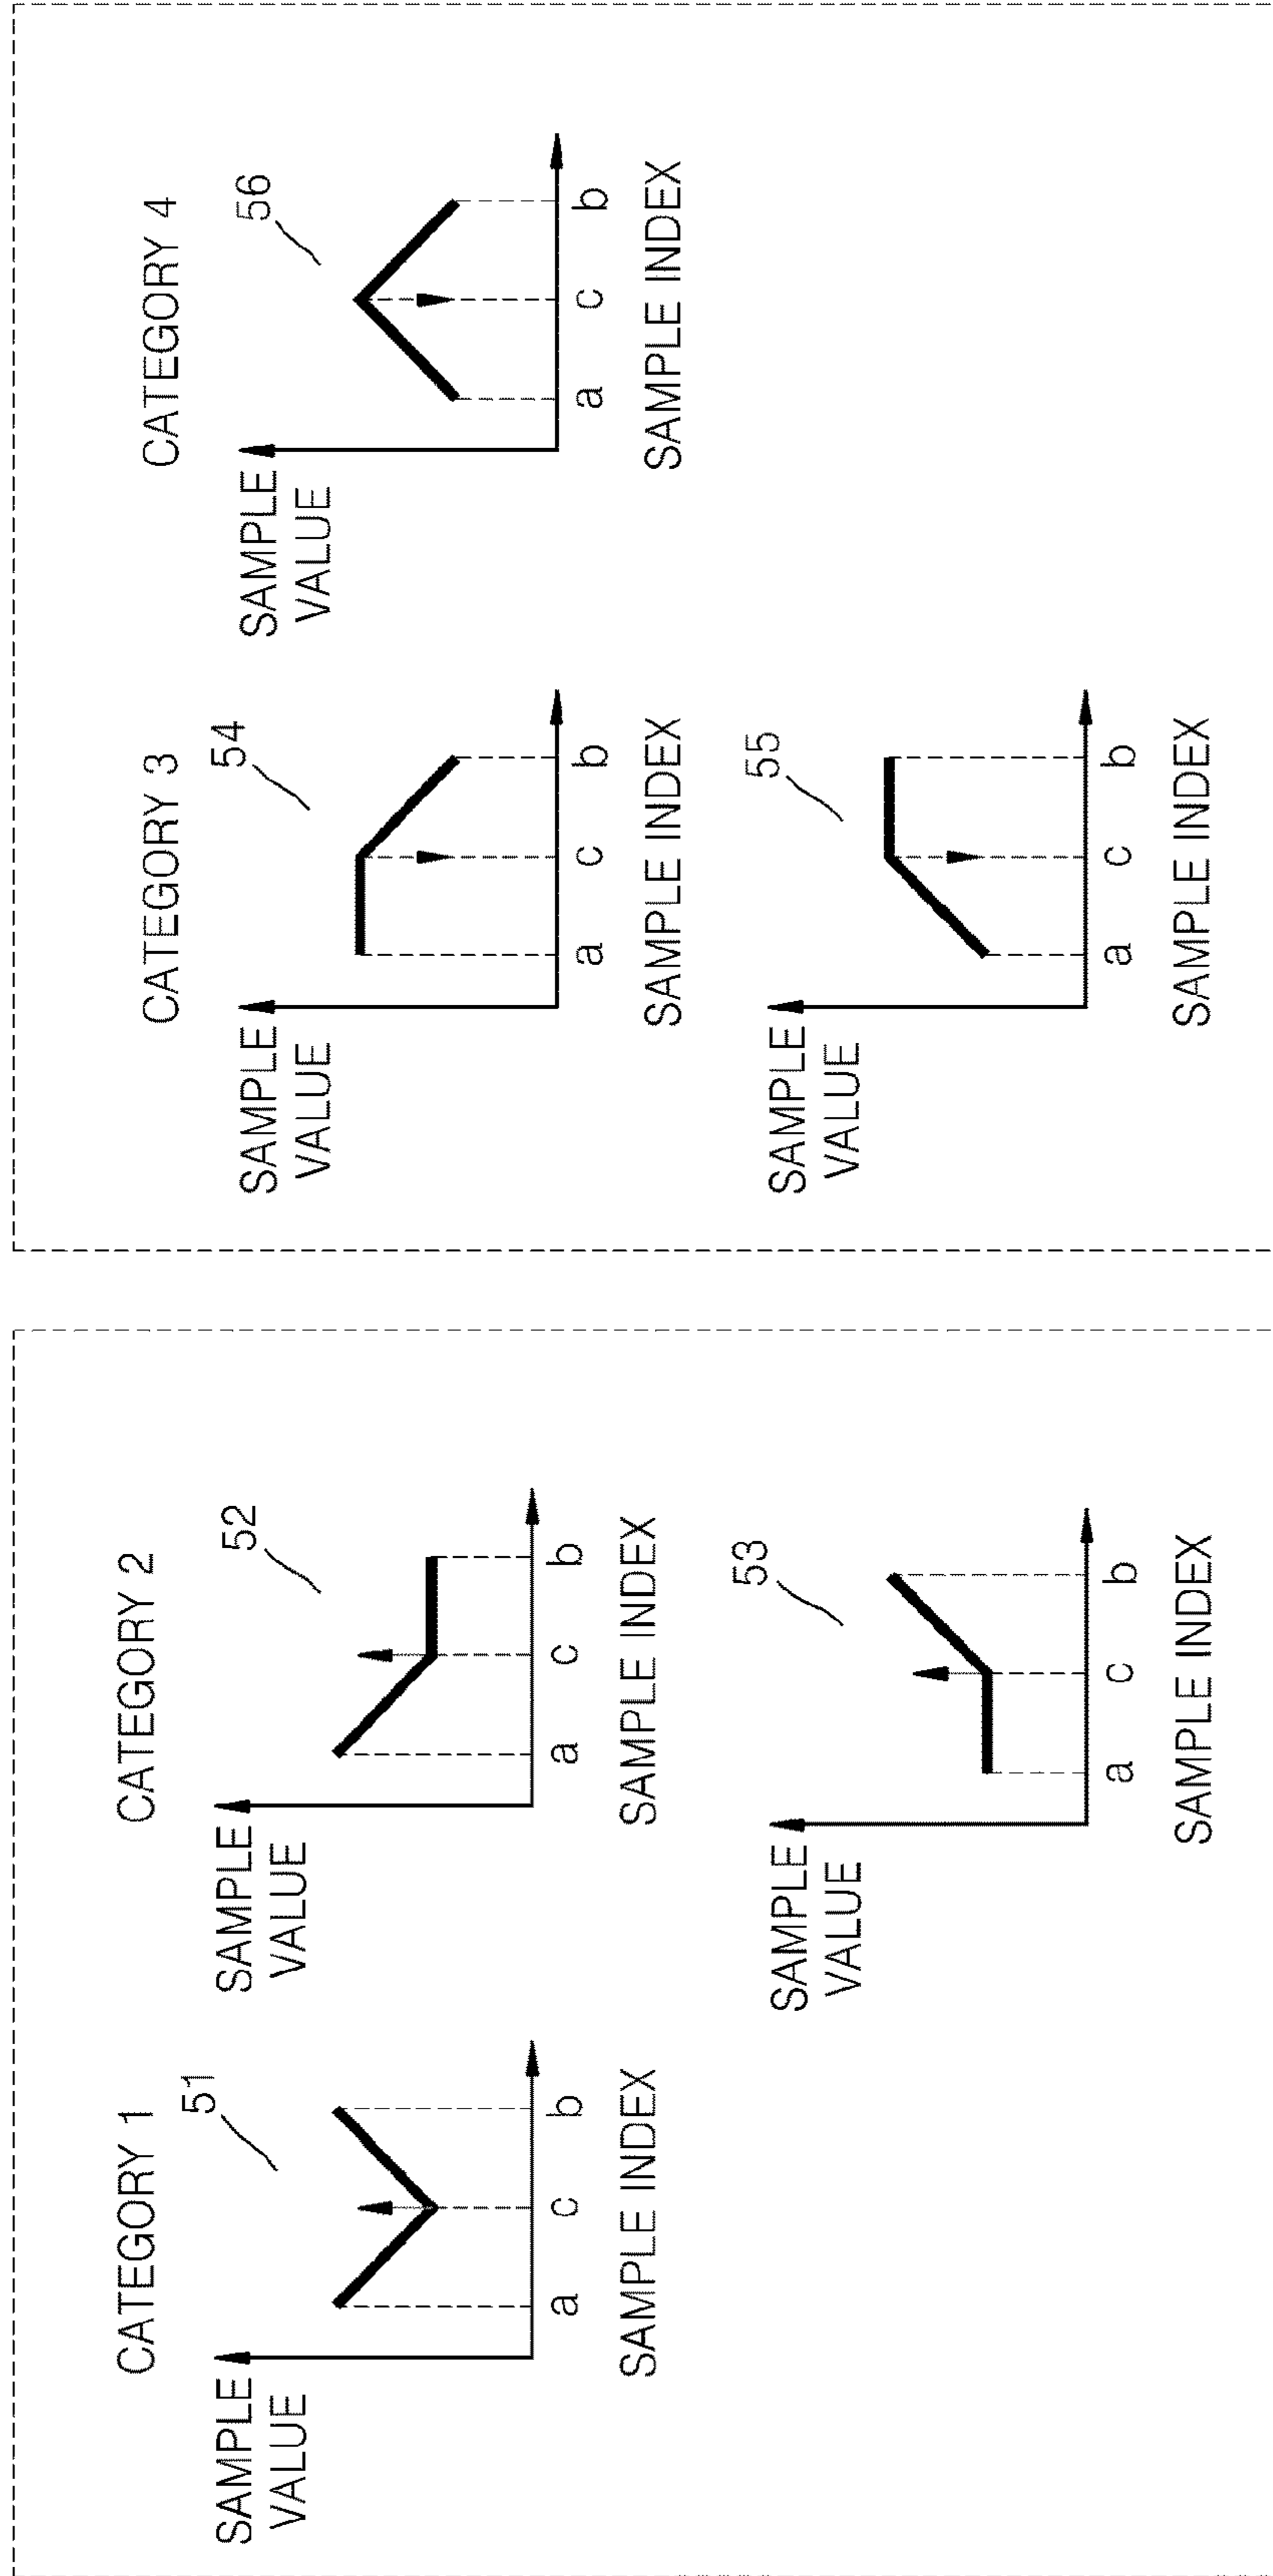 CATEGORY 1
51
SAMPLE
VALUE
a c b
SAMPLE INDEX
CATEGORY 2
52
SAMPLE
VALUE
a c b
SAMPLE INDEX
53
SAMPLE
VALUE
a c b
SAMPLE INDEX
CATEGORY 3
54
SAMPLE
VALUE
a c b
SAMPLE INDEX
55
SAMPLE
VALUE
a c b
SAMPLE INDEX
CATEGORY 4
56
SAMPLE
VALUE
a c b
SAMPLE INDEX